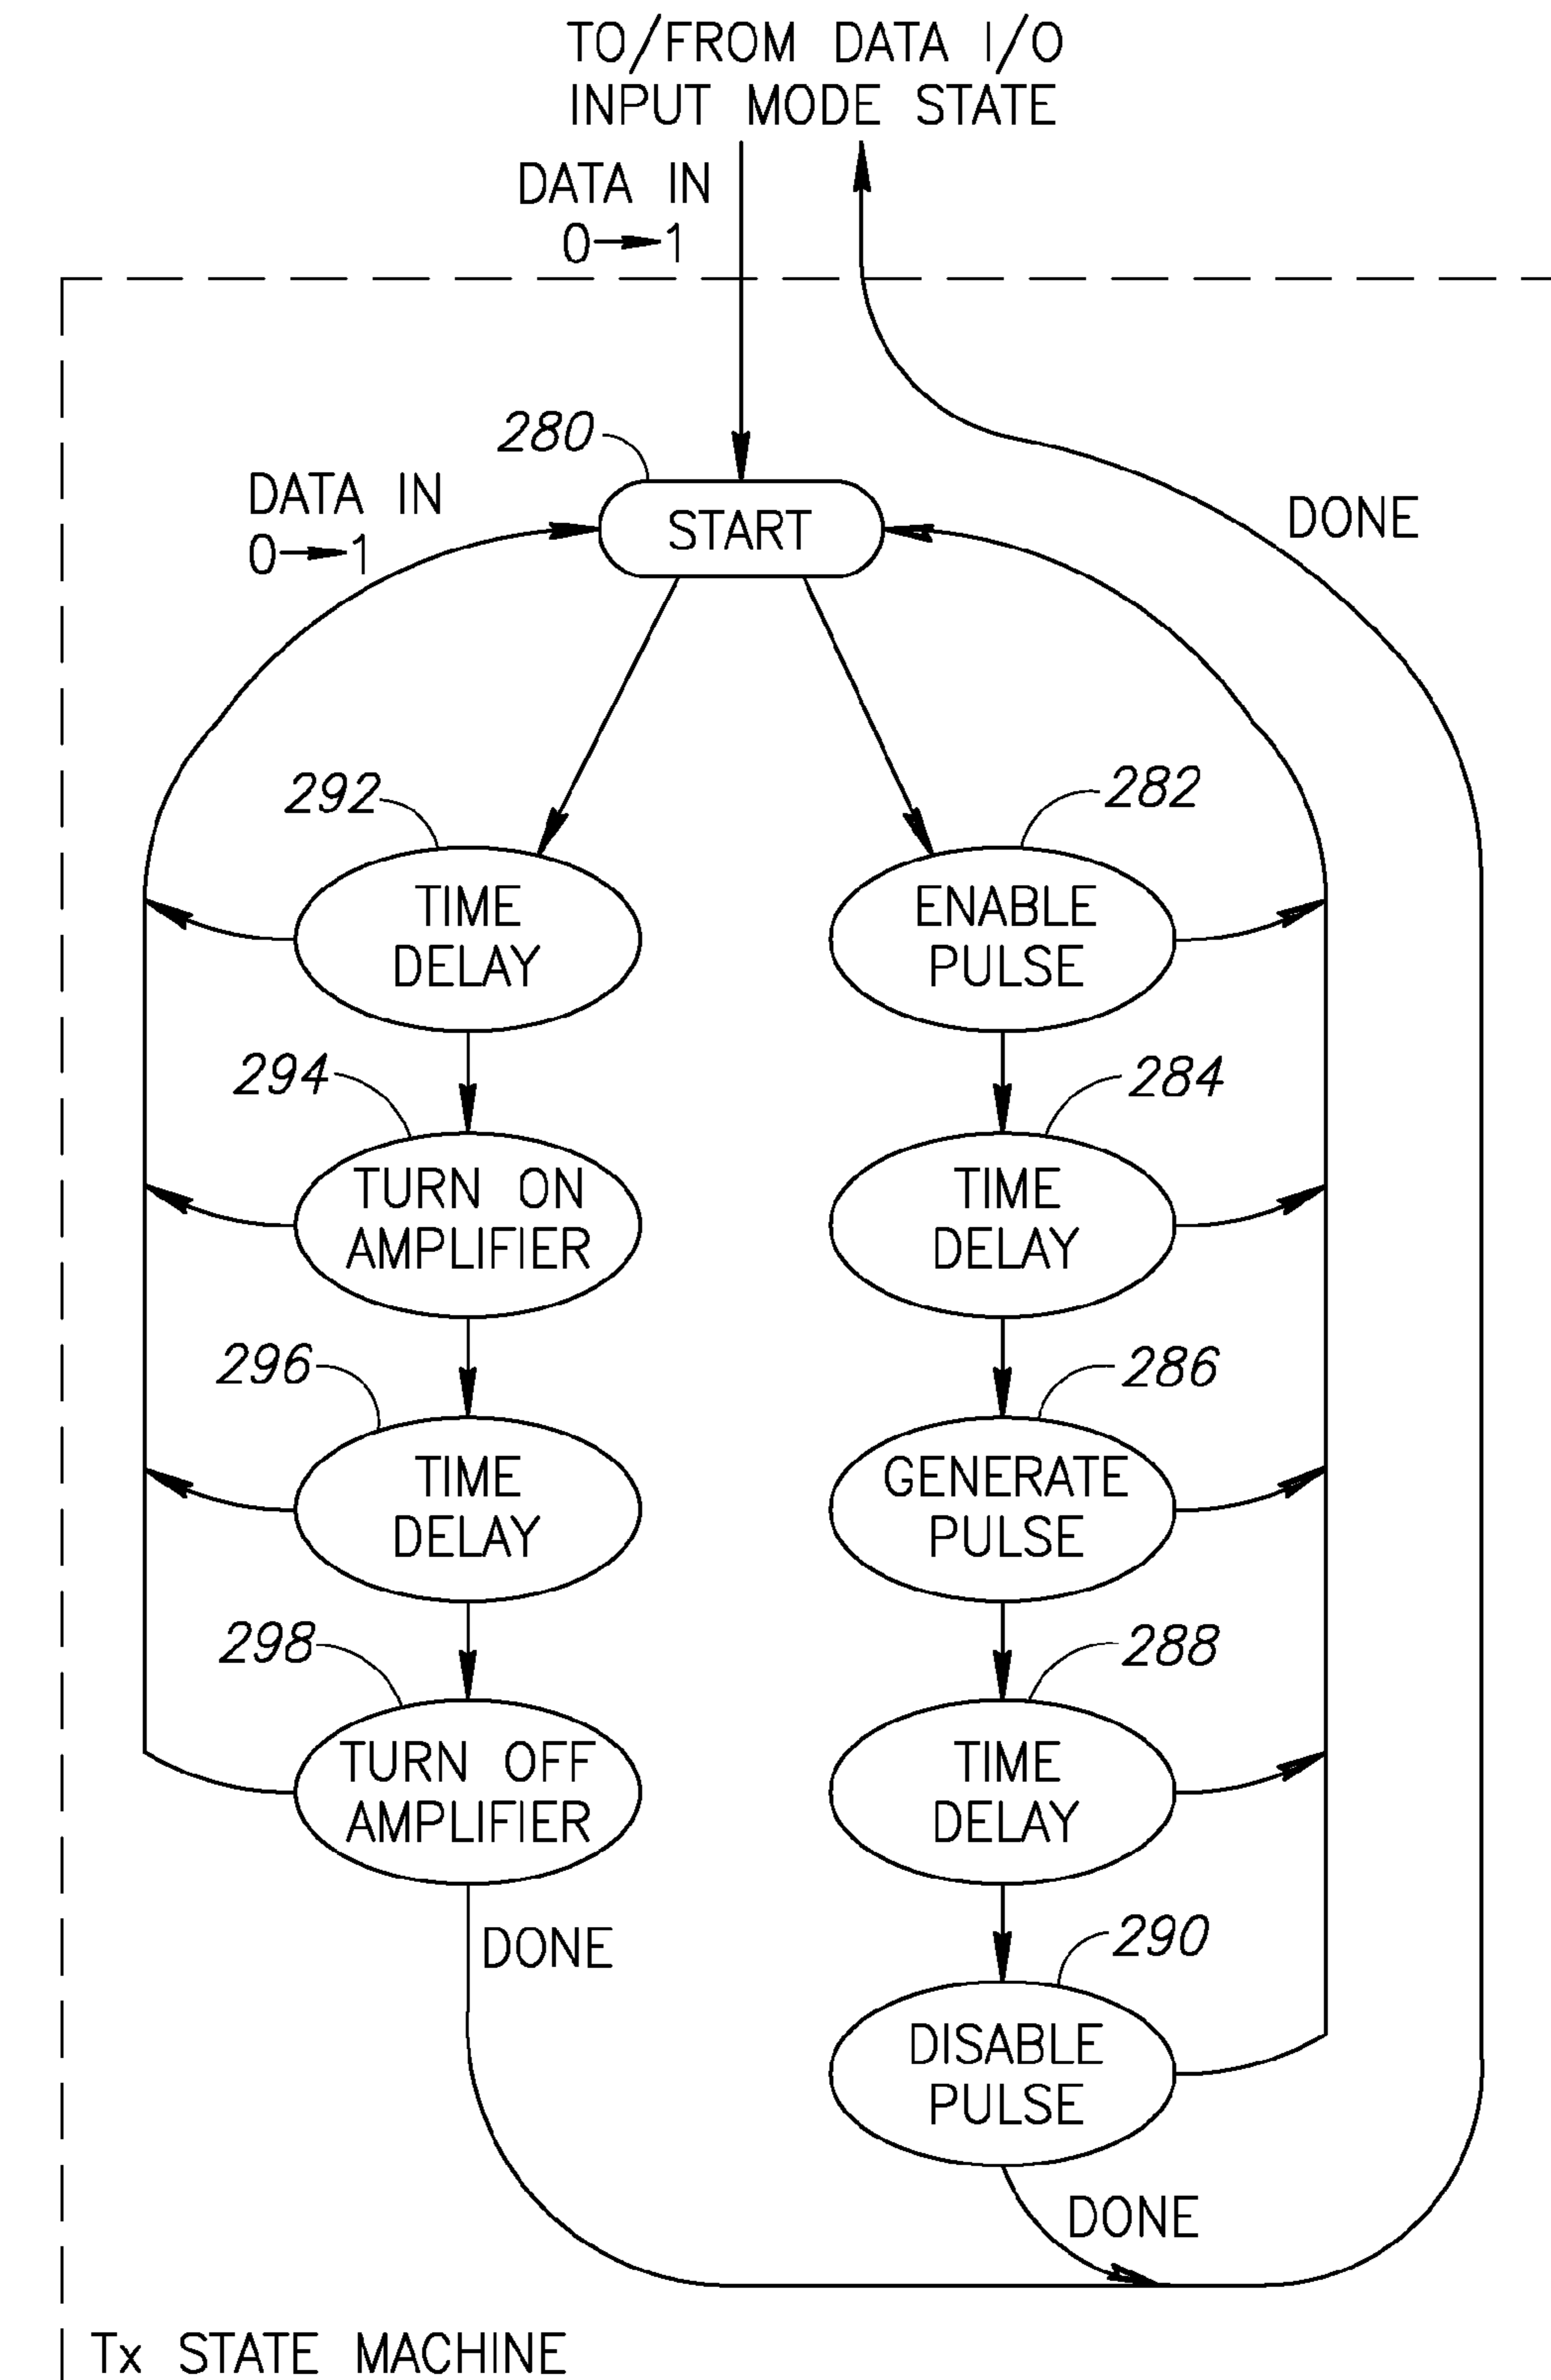 TO/FROM DATA I/O
INPUT MODE STATE
DATA IN
0→1
280
DATA IN
0→1
START
DONE
292
282
TIME
DELAY
ENABLE
PULSE
294
284
TURN ON
AMPLIFIER
TIME
DELAY
296
286
TIME
DELAY
GENERATE
PULSE
298
288
TURN OFF
AMPLIFIER
TIME
DELAY
DONE
290
DISABLE
PULSE
DONE
Tx STATE MACHINE